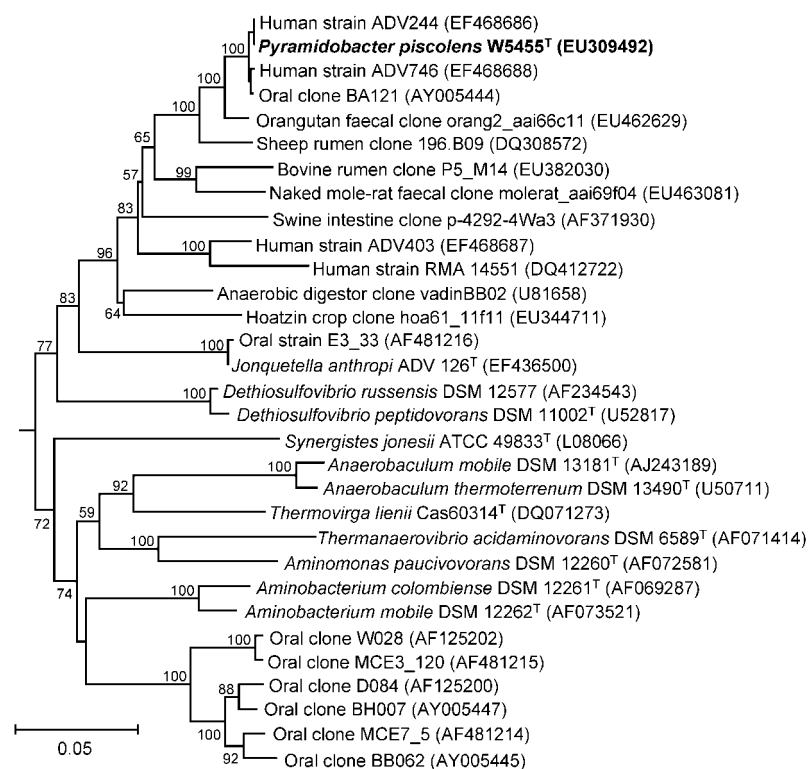 Human strain ADV244 (EF468686)
100
Pyramidobacter piscolens W5455ᵀ (EU309492)
Human strain ADV746 (EF468688)
100
Oral clone BA121 (AY005444)
100
Orangutan faecal clone orang2_aai66c11 (EU462629)
65
Sheep rumen clone 196.B09 (DQ308572)
Bovine rumen clone P5_M14 (EU382030)
99
57
Naked mole-rat faecal clone molerat_aai69f04 (EU463081)
83
Swine intestine clone p-4292-4Wa3 (AF371930)
96
100
Human strain ADV403 (EF468687)
Human strain RMA 14551 (DQ412722)
83
Anaerobic digestor clone vadinBB02 (U81658)
64
Hoatzin crop clone hoa61_11f11 (EU344711)
77
100
Oral strain E3_33 (AF481216)
Jonquetella anthropi ADV 126ᵀ (EF436500)
100
Dethiosulfovibrio russensis DSM 12577 (AF234543)
Dethiosulfovibrio peptidovorans DSM 11002ᵀ (U52817)
Synergistes jonesii ATCC 49833ᵀ (L08066)
100
Anaerobaculum mobile DSM 13181ᵀ (AJ243189)
92
Anaerobaculum thermoterrenum DSM 13490ᵀ (U50711)
72
59
Thermovirga lienii Cas60314ᵀ (DQ071273)
100
Thermanaerovibrio acidaminovorans DSM 6589ᵀ (AF071414)
Aminomonas paucivovorans DSM 12260ᵀ (AF072581)
74
100
Aminobacterium colombiense DSM 12261ᵀ (AF069287)
Aminobacterium mobile DSM 12262ᵀ (AF073521)
100
Oral clone W028 (AF125202)
Oral clone MCE3_120 (AF481215)
100
88
Oral clone D084 (AF125200)
Oral clone BH007 (AY005447)
100
Oral clone MCE7_5 (AF481214)
92
Oral clone BB062 (AY005445)
0.05